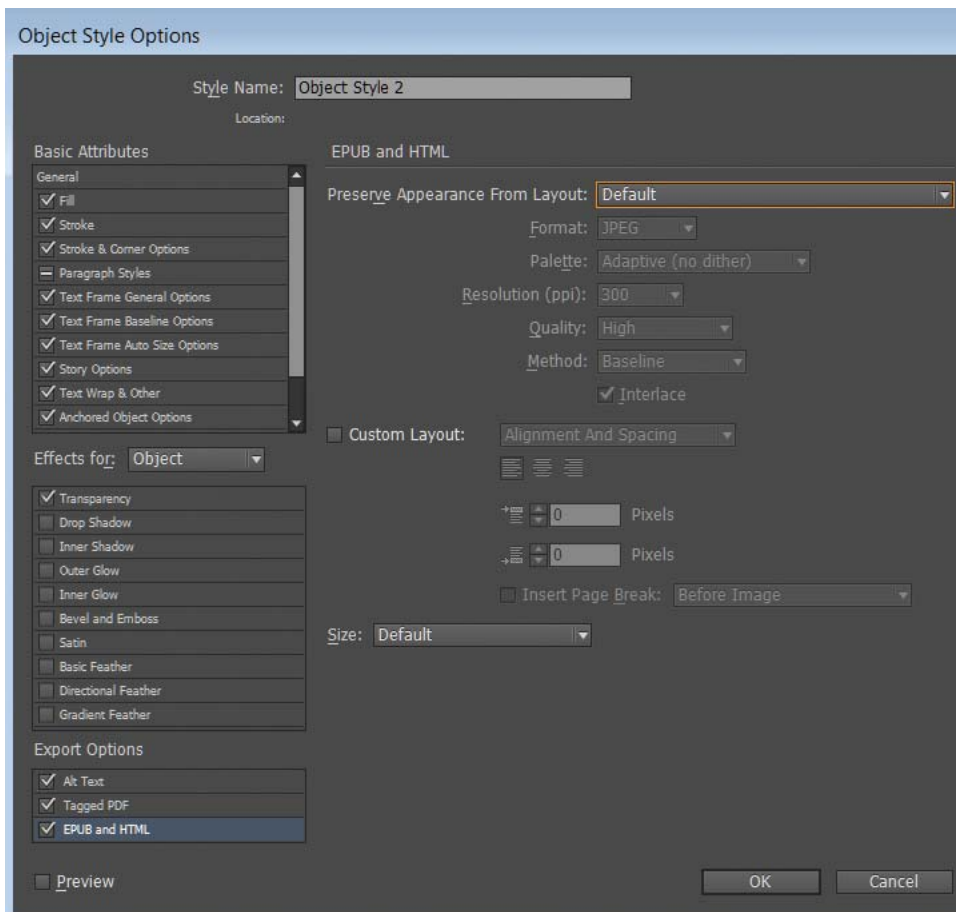 Object Style Options
Style Name: Object Style 2
Location:
Basic Attributes
General
Fill
Stroke
Stroke & Corner Options
Paragraph Styles
Text Frame General Options
Text Frame Baseline Options
Text Frame Auto Size Options
Story Options
Text Wrap & Other
Anchored Object Options
Effects for: Object
Transparency
Drop Shadow
Inner Shadow
Outer Glow
Inner Glow
Bevel and Emboss
Satin
Basic Feather
Directional Feather
Gradient Feather
Export Options
Alt Text
Tagged PDF
EPUB and HTML
Preview
EPUB and HTML
Preserve Appearance From Layout: Default
Format: JPEG
Palette: Adaptive (no dither)
Resolution (ppi): 300
Quality: High
Method: Baseline
Interlace
Custom Layout: Alignment And Spacing
0 Pixels
0 Pixels
Insert Page Break: Before Image
Size: Default
OK Cancel